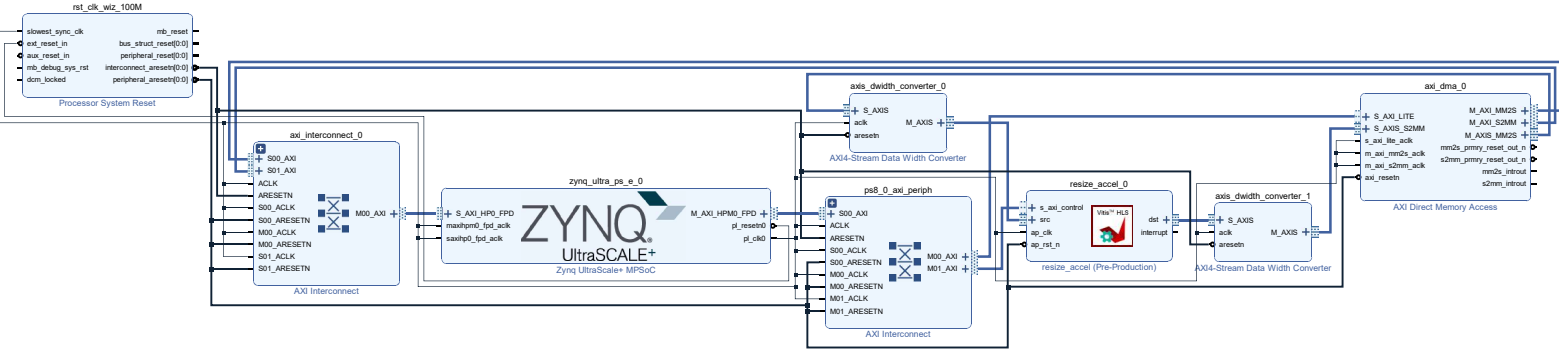 rst_clk_wiz_100M
slowest_sync_clk
ext_reset_in
aux_reset_in
mb_debug_sys_rst
dcm_locked
mb_reset
bus_struct_reset[0:0]
peripheral_reset[0:0]
interconnect_aresetn[0:0]
peripheral_aresetn[0:0]
Processor System Reset
axi_interconnect_0
S00_AXI
S01_AXI
ACLK
ARESETN
S00_ACLK
S00_ARESETN
M00_ACLK
M00_ARESETN
S01_ACLK
S01_ARESETN
M00_AXI
AXI Interconnect
zynq_ultra_ps_e_0
S_AXI_HP0_FPD
maxihpm0_fpd_aclk
saxihp0_fpd_aclk
ZYNQ
UltraSCALE+
M_AXI_HPM0_FPD
pl_resetn0
pl_clk0
Zynq UltraScale+ MPSoC
axis_dwidth_converter_0
S_AXIS
aclk
aresetn
M_AXIS
AXI4-Stream Data Width Converter
ps8_0_axi_periph
S00_AXI
ACLK
ARESETN
S00_ACLK
S00_ARESETN
M00_ACLK
M00_ARESETN
M01_ACLK
M01_ARESETN
M00_AXI
M01_AXI
AXI Interconnect
resize_accel_0
s_axi_control
src
ap_clk
ap_rst_n
Vitis™ HLS
dst
interrupt
resize_accel (Pre-Production)
axis_dwidth_converter_1
S_AXIS
aclk
aresetn
M_AXIS
AXI4-Stream Data Width Converter
axi_dma_0
S_AXI_LITE
S_AXIS_S2MM
s_axi_lite_aclk
m_axi_mm2s_aclk
m_axi_s2mm_aclk
axi_resetn
M_AXI_MM2S
M_AXI_S2MM
M_AXIS_MM2S
mm2s_prmry_reset_out_n
s2mm_prmry_reset_out_n
mm2s_introut
s2mm_introut
AXI Direct Memory Access